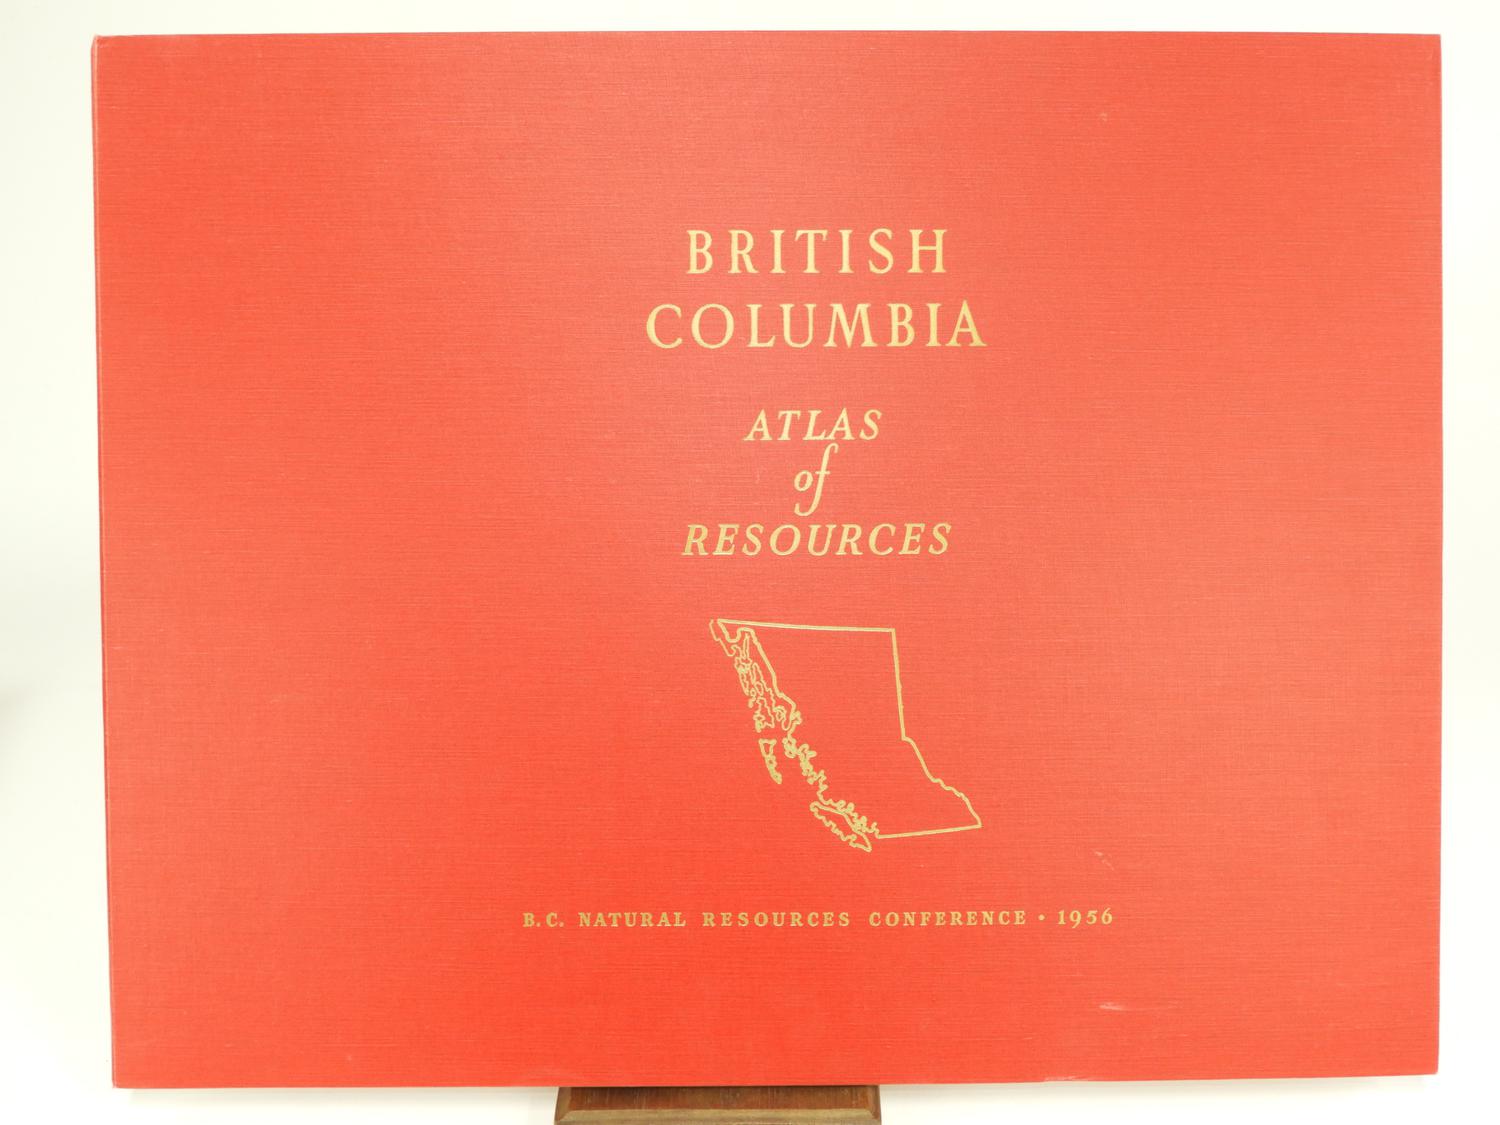 BRITISH
COLUMBIA
ATLAS
of
RESOURCES
B.C. NATURAL RESOURCES CONFERENCE • 1956